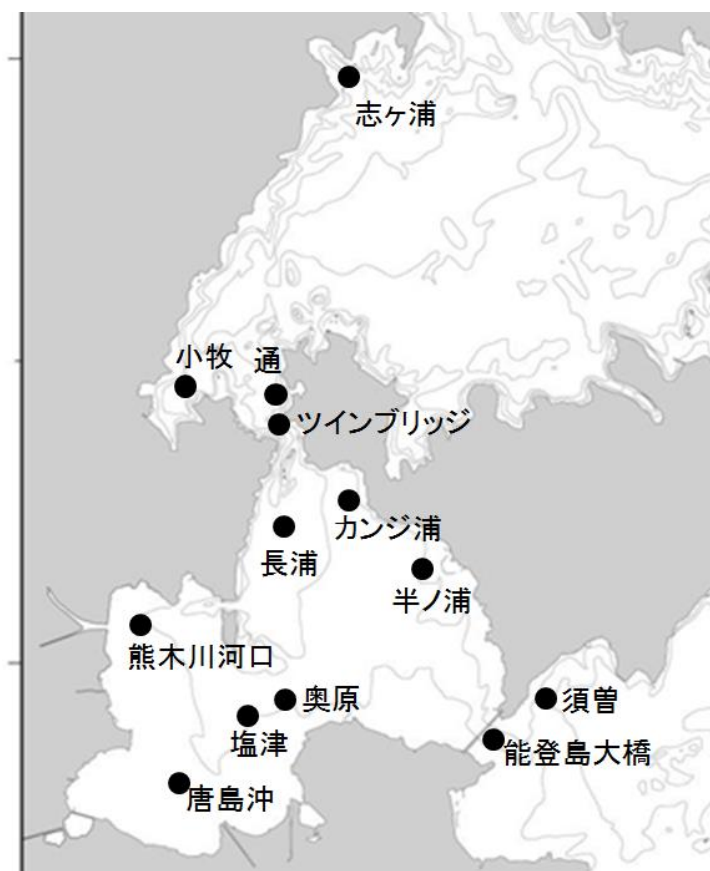 志ヶ浦
小牧
通
ツインブリッジ
カンジ浦
長浦
半ノ浦
熊木川河口
奥原
須曽
塩津
能登島大橋
唐島沖